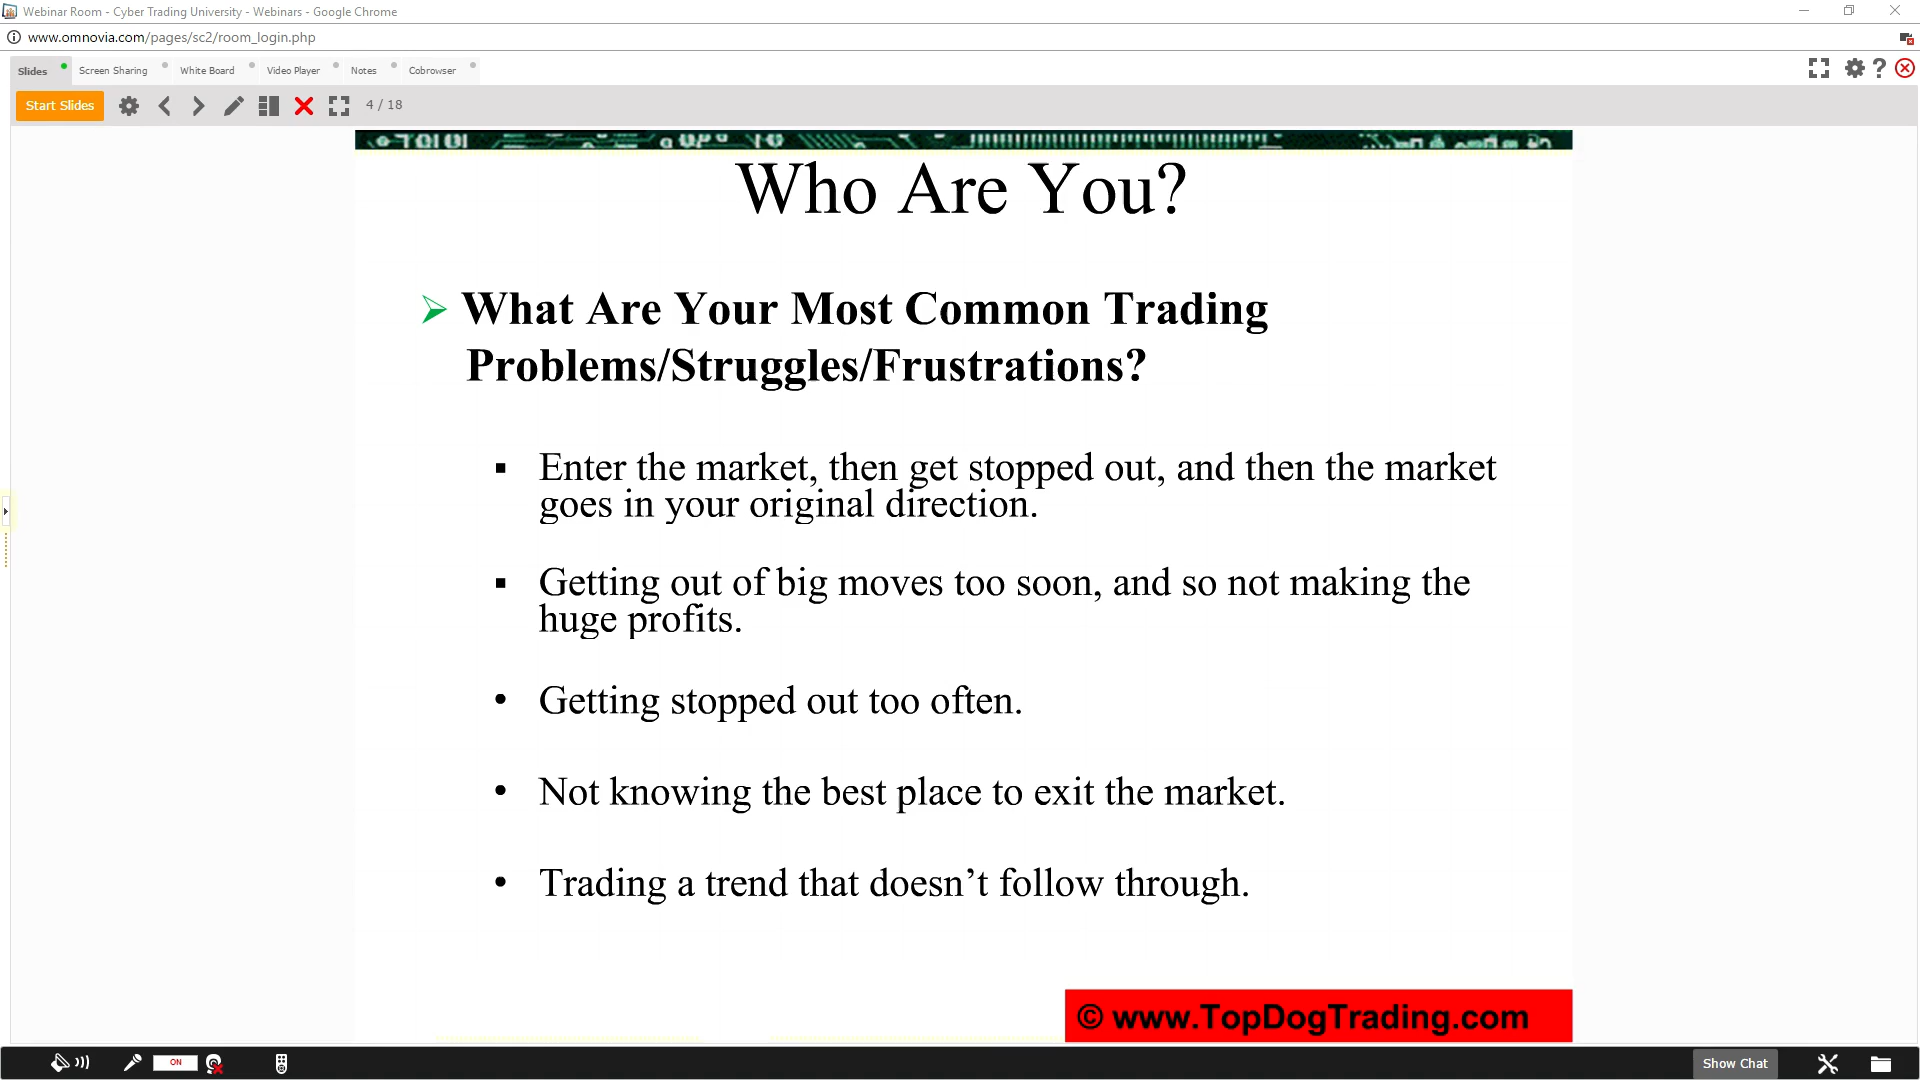 Webinar Room - Cyber Trading University - Webinars - Google Chrome
www.omnovia.com/pages/sc2/room_login.php
Slides Screen Sharing White Board Video Player Notes Cobrowser
Start Slides 4 / 18
Who Are You?
What Are Your Most Common Trading
Problems/Struggles/Frustrations?
▪ Enter the market, then get stopped out, and then the market
goes in your original direction.
▪ Getting out of big moves too soon, and so not making the
huge profits.
• Getting stopped out too often.
• Not knowing the best place to exit the market.
• Trading a trend that doesn’t follow through.
© www.TopDogTrading.com
ON Show Chat